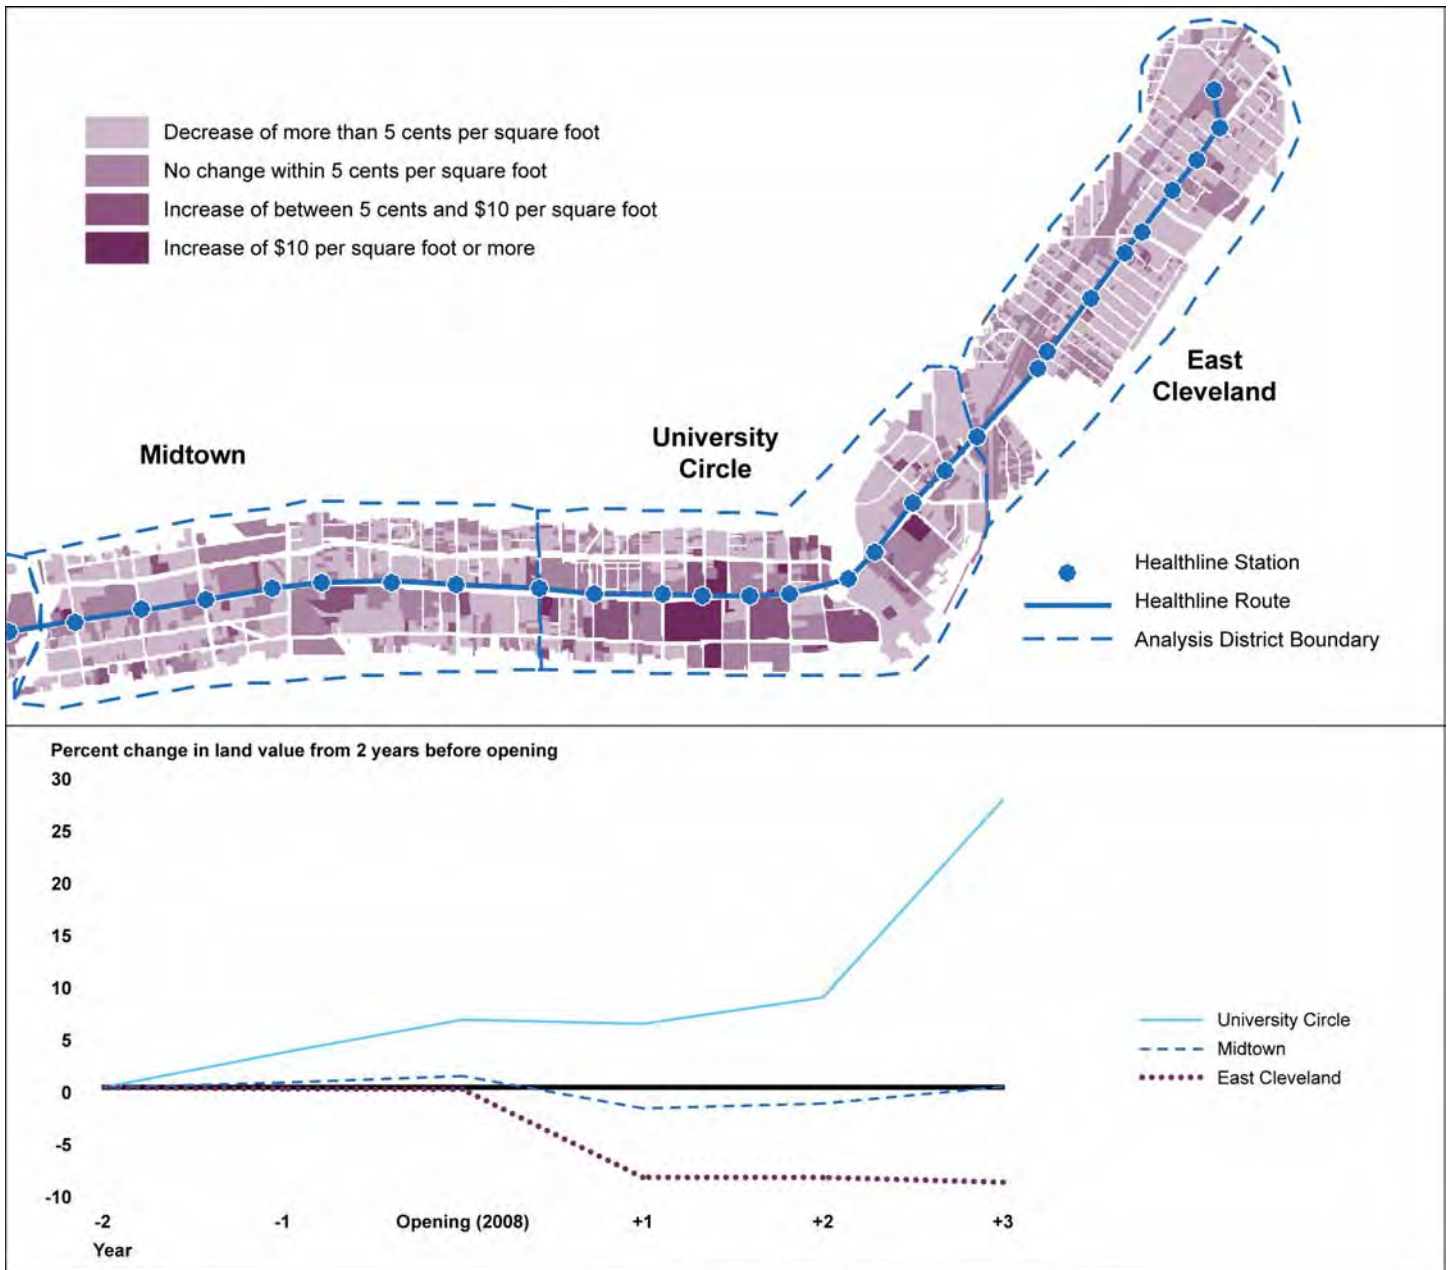 Decrease of more than 5 cents per square foot
No change within 5 cents per square foot
Increase of between 5 cents and $10 per square foot
Increase of $10 per square foot or more
East
Cleveland
University
Circle
Midtown
Healthline Station
Healthline Route
Analysis District Boundary
Percent change in land value from 2 years before opening
30
25
20
15
10
5
0
-5
-10
University Circle
Midtown
East Cleveland
-2 -1 Opening (2008) +1 +2 +3
Year